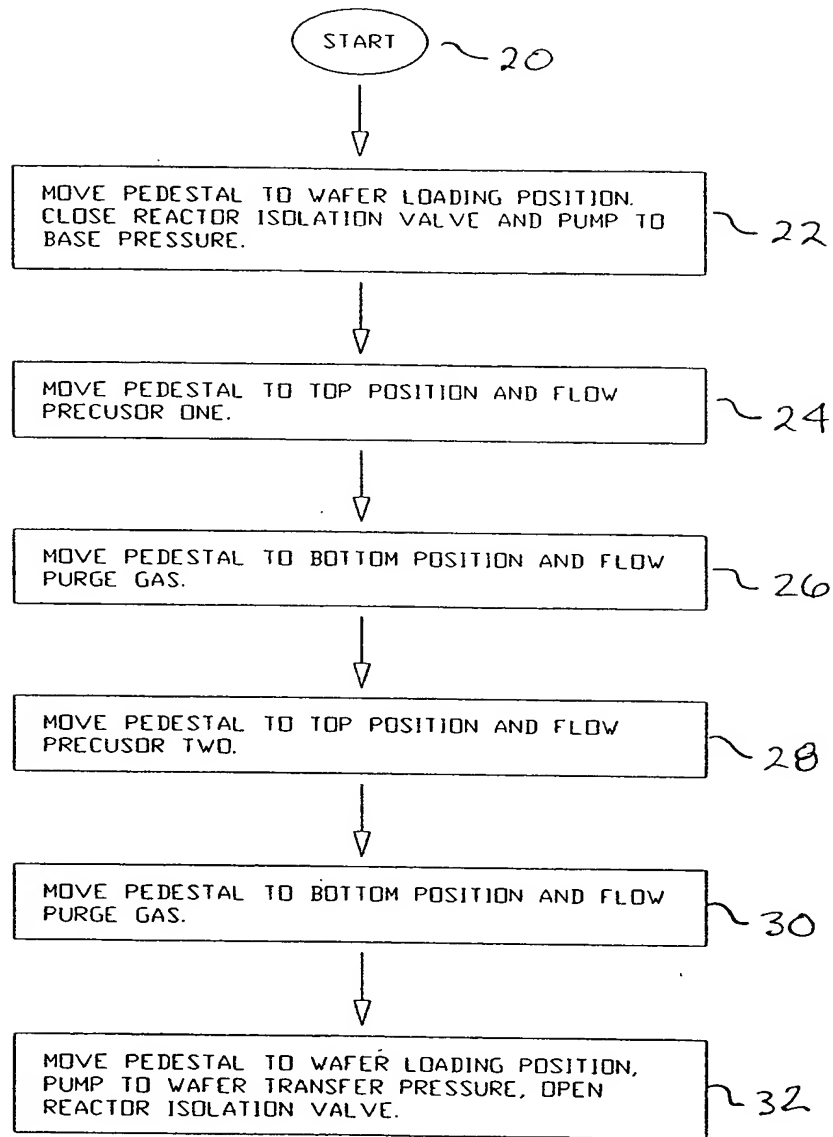 START
20
MOVE PEDESTAL TO WAFER LOADING POSITION.
CLOSE REACTOR ISOLATION VALVE AND PUMP TO
BASE PRESSURE.
22
MOVE PEDESTAL TO TOP POSITION AND FLOW
PRECUSOR ONE.
24
MOVE PEDESTAL TO BOTTOM POSITION AND FLOW
PURGE GAS.
26
MOVE PEDESTAL TO TOP POSITION AND FLOW
PRECUSOR TWO.
28
MOVE PEDESTAL TO BOTTOM POSITION AND FLOW
PURGE GAS.
30
MOVE PEDESTAL TO WAFER LOADING POSITION,
PUMP TO WAFER TRANSFER PRESSURE, OPEN
REACTOR ISOLATION VALVE.
32